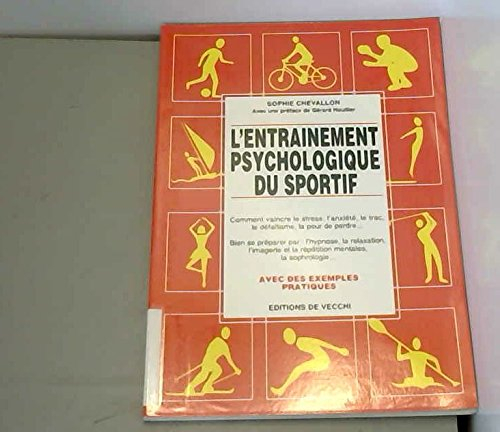 SOPHIE CHEVALLON
Avec une préface de Gérard Houllier
L'ENTRAINEMENT
PSYCHOLOGIQUE
DU SPORTIF
Comment vaincre le stress, l'anxiété, le trac,
le défaitisme, la peur de perdre...
Bien se préparer par : l'hypnose, la relaxation,
l'imagerie et la répétition mentales,
la sophrologie...
AVEC DES EXEMPLES
PRATIQUES
EDITIONS DE VECCHI